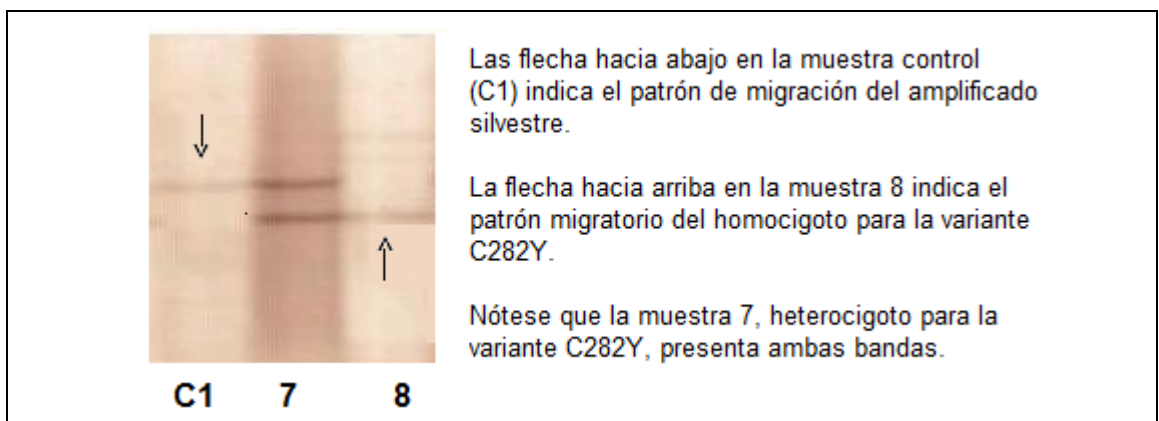 Las flecha hacia abajo en la muestra control
(C1) indica el patrón de migración del amplificado
silvestre.
La flecha hacia arriba en la muestra 8 indica el
patrón migratorio del homocigoto para la variante
C282Y.
Nótese que la muestra 7, heterocigoto para la
variante C282Y, presenta ambas bandas.
C1 7 8